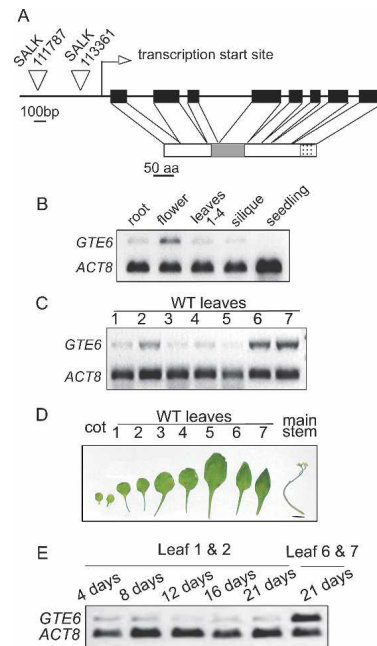 A
SALK 111787
SALK 113361
transcription start site
100bp
50 aa
B
root flower leaves 1-4 silique seedling
GTE6
ACT8
C
WT leaves
1 2 3 4 5 6 7
GTE6
ACT8
D
WT leaves
cot 1 2 3 4 5 6 7 main stem
E
Leaf 1 & 2 Leaf 6 & 7
4 days 8 days 12 days 16 days 21 days 21 days
GTE6
ACT8